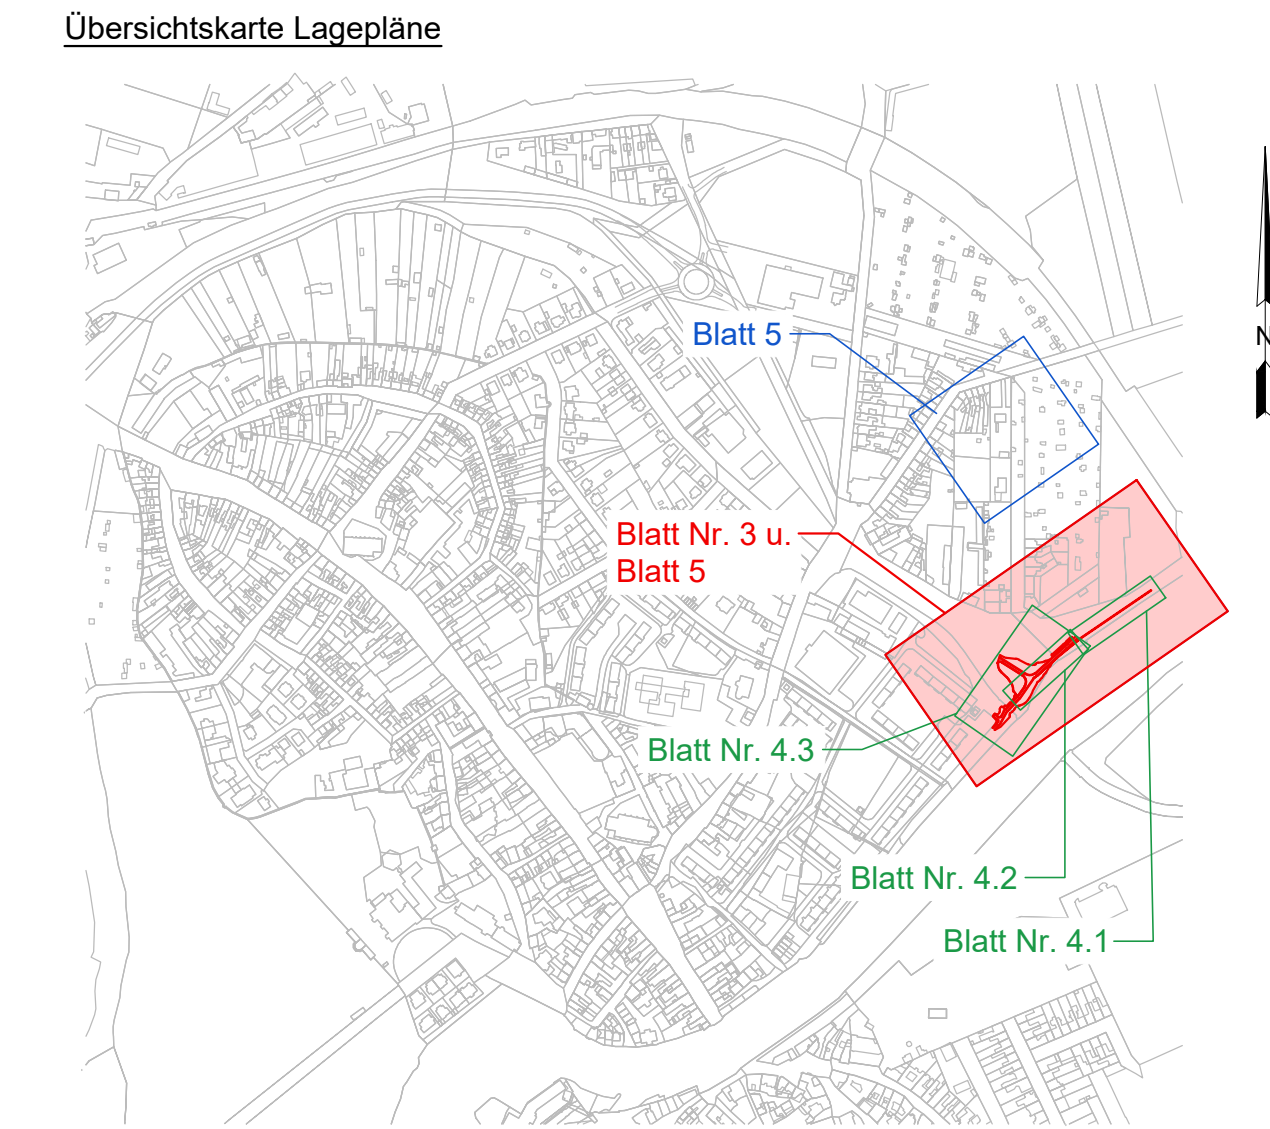 Übersichtskarte Lagepläne
Blatt 5
N
Blatt Nr. 3 u.
Blatt 5
Blatt Nr. 4.3
Blatt Nr. 4.2
Blatt Nr. 4.1